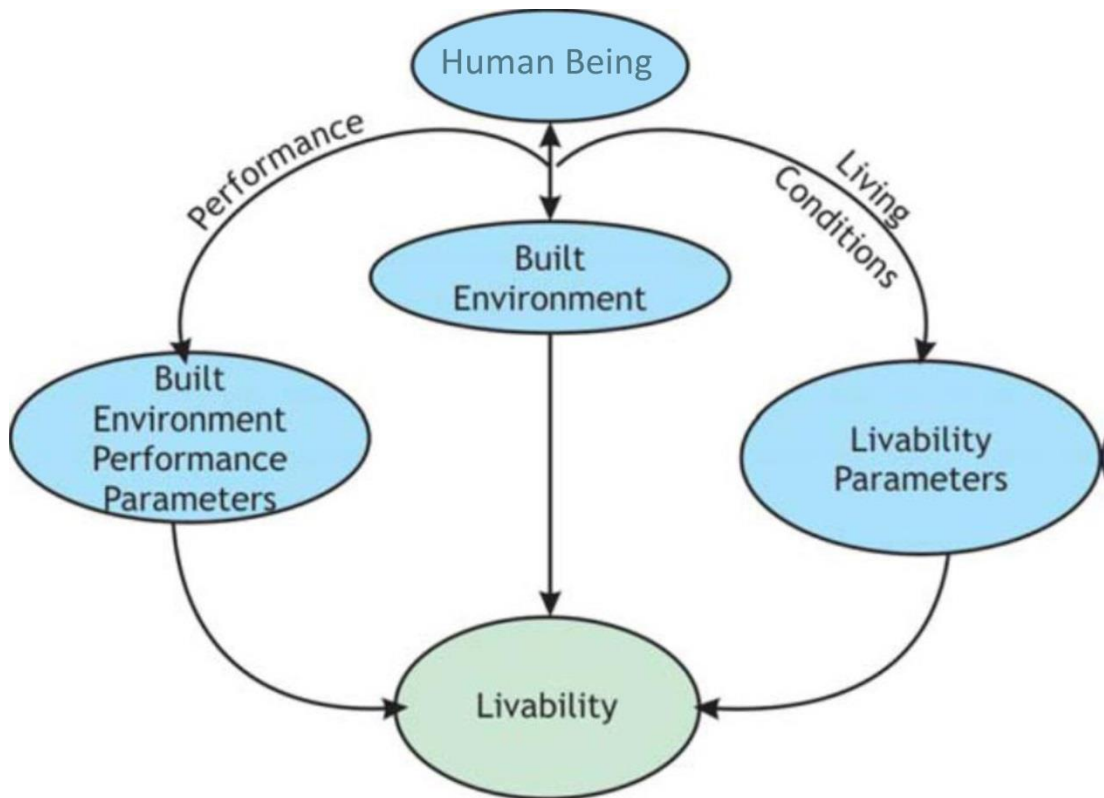 Human Being
Performance
Living
Conditions
Built
Environment
Built
Environment
Performance
Parameters
Livability
Parameters
Livability